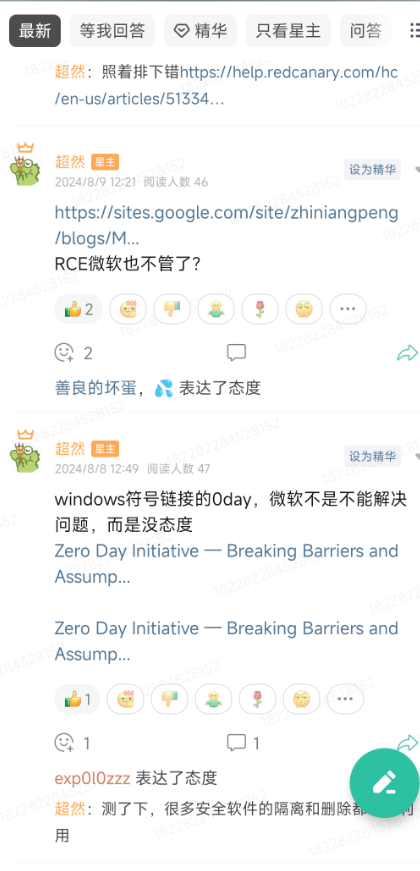 最新 等我回答 精华 只看星主 问答
超然：照着排下错https://help.redcanary.com/hc
/en-us/articles/51334...
超然 星主
设为精华
2024/8/9 12:21 阅读人数 46
https://sites.google.com/site/zhiniangpeng
/blogs/M...
RCE微软也不管了?
2
2
善良的坏蛋，💦 表达了态度
超然 星主
设为精华
2024/8/8 12:49 阅读人数 47
windows符号链接的0day，微软不是不能解决
问题，而是没态度
Zero Day Initiative — Breaking Barriers and
Assump...
Zero Day Initiative — Breaking Barriers and
Assump...
1
1 1
exp0l0zzz 表达了态度
超然：测了下，很多安全软件的隔离和删除都
用
18228284528152